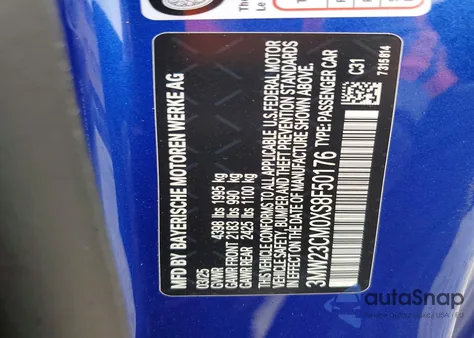 MFD BY BAYERISCHE MOTOREN WERKE AG
03/25
GVWR 4398 lbs 1995 kg
GAWR FRONT 2183 lbs 990 kg
GAWR REAR 2425 lbs 1100 kg
THIS CAR CONFORMS TO ALL APPLICABLE U.S. FEDERAL MOTOR
VEHICLE SAFETY, BUMPER AND THEFT PREVENTION STANDARDS
IN EFFECT ON THE DATE OF MANUFACTURE SHOWN ABOVE
3MW23CM0XS8F50176 TYPE: PASSENGER CAR
C31
7315814
autoSnap